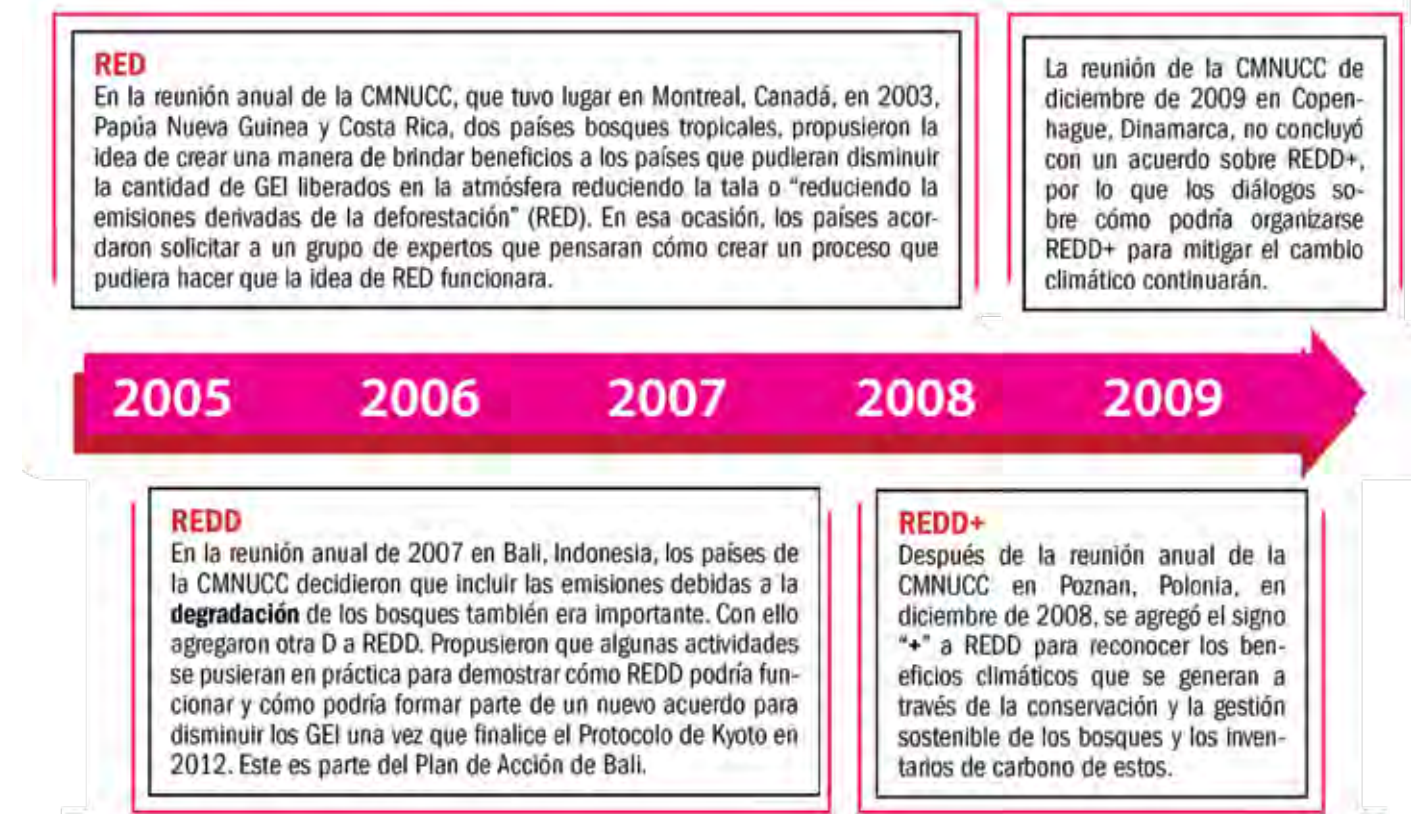 RED
En la reunión anual de la CMNUCC, que tuvo lugar en Montreal, Canadá, en 2003,
Papúa Nueva Guinea y Costa Rica, dos países bosques tropicales, propusieron la
idea de crear una manera de brindar beneficios a los países que pudieran disminuir
la cantidad de GEI liberados en la atmósfera reduciendo la tala o “reduciendo la
emisiones derivadas de la deforestación” (RED). En esa ocasión, los países acor-
daron solicitar a un grupo de expertos que pensaran cómo crear un proceso que
pudiera hacer que la idea de RED funcionara.
La reunión de la CMNUCC de
diciembre de 2009 en Copen-
hague, Dinamarca, no concluyó
con un acuerdo sobre REDD+,
por lo que los diálogos so-
bre cómo podría organizarse
REDD+ para mitigar el cambio
climático continuarán.
2005 2006 2007 2008 2009
REDD
En la reunión anual de 2007 en Bali, Indonesia, los países de
la CMNUCC decidieron que incluir las emisiones debidas a la
degradación de los bosques también era importante. Con ello
agregaron otra D a REDD. Propusieron que algunas actividades
se pusieran en práctica para demostrar cómo REDD podría fun-
cionar y cómo podría formar parte de un nuevo acuerdo para
disminuir los GEI una vez que finalice el Protocolo de Kyoto en
2012. Este es parte del Plan de Acción de Bali.
REDD+
Después de la reunión anual de la
CMNUCC en Poznan, Polonia, en
diciembre de 2008, se agregó el signo
“+” a REDD para reconocer los ben-
eficios climáticos que se generan a
través de la conservación y la gestión
sostenible de los bosques y los inven-
tarios de carbono de estos.